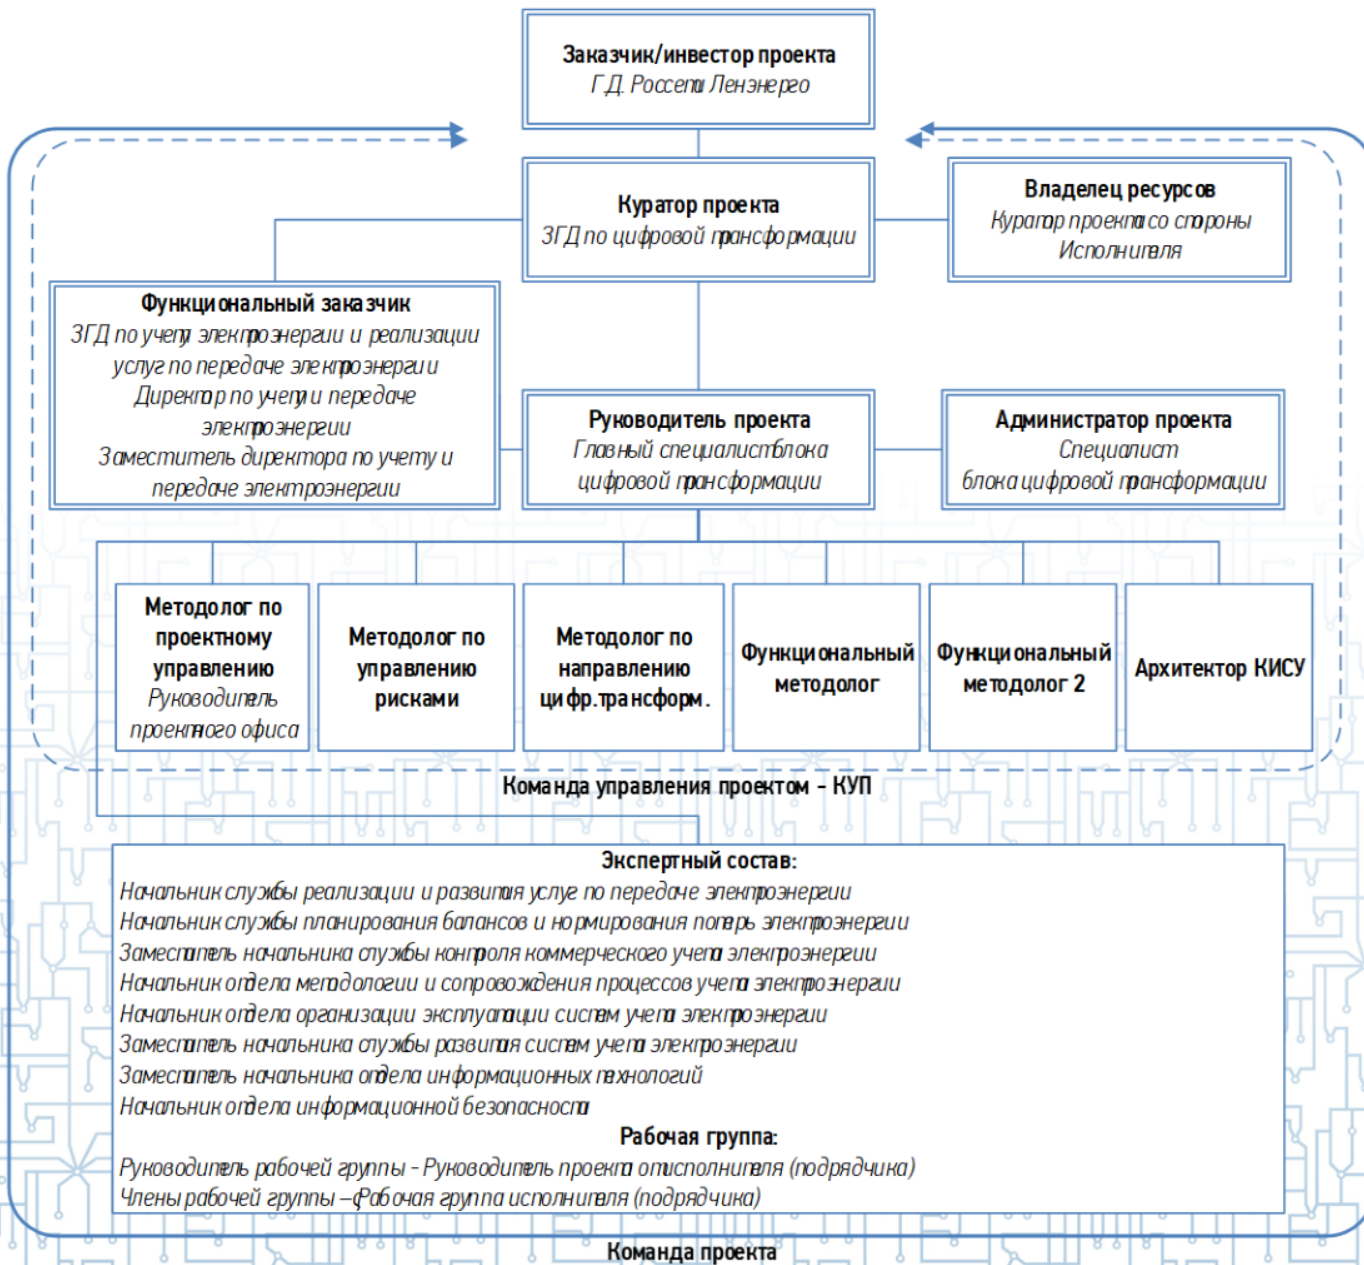 Заказчик/инвестор проекта
Г.Д. Россети Ленэнерго
Куратор проекта
ЗГД по цифровой трансформации
Владелец ресурсов
Куратор проекта со стороны
Исполнителя
Функциональный заказчик
ЗГД по учету электроэнергии и реализации
услуг по передаче электроэнергии
Директор по учету и передаче
электроэнергии
Заместитель директора по учету и
передаче электроэнергии
Руководитель проекта
Главный специалист блока
цифровой трансформации
Администратор проекта
Специалист
блока цифровой трансформации
Методолог по
проектному
управлению
Руководитель
проектного офиса
Методолог по
управлению
рисками
Методолог по
направлению
цифр.трансформ.
Функциональный
методолог
Функциональный
методолог 2
Архитектор КИСУ
Команда управления проектом - КУП
Экспертный состав:
Начальник службы реализации и развития услуг по передаче электроэнергии
Начальник службы планирования балансов и нормирования потерь электроэнергии
Заместитель начальника службы контроля коммерческого учета электроэнергии
Начальник отдела методологии и сопровождения процессов учета электроэнергии
Начальник отдела организации эксплуатации систем учета электроэнергии
Заместитель начальника службы развития систем учета электроэнергии
Заместитель начальника отдела информационных технологий
Начальник отдела информационной безопасности
Рабочая группа:
Руководитель рабочей группы - Руководитель проекта от исполнителя (подрядчика)
Члены рабочей группы – Рабочая группа исполнителя (подрядчика)
Команда проекта